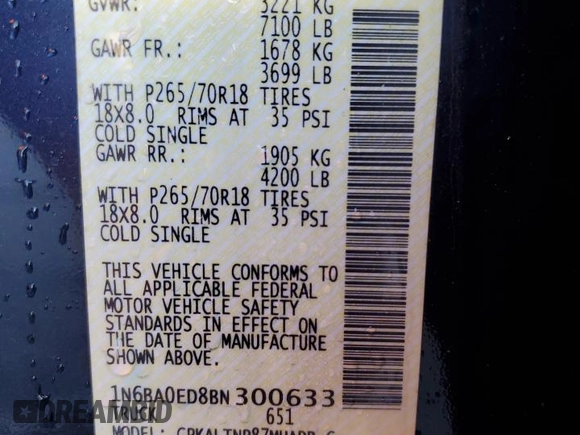 GVWR: 3221 KG
7100 LB
GAWR FR.: 1678 KG
3699 LB
WITH P265/70R18 TIRES
18X8.0 RIMS AT 35 PSI
COLD SINGLE
GAWR RR.: 1905 KG
4200 LB
WITH P265/70R18 TIRES
18X8.0 RIMS AT 35 PSI
COLD SINGLE
THIS VEHICLE CONFORMS TO
ALL APPLICABLE FEDERAL
MOTOR VEHICLE SAFETY
STANDARDS IN EFFECT ON
THE DATE OF MANUFACTURE
SHOWN ABOVE.
1N6BA0ED8BN300633
TRUCK 651
MODEL:
DREAMBID